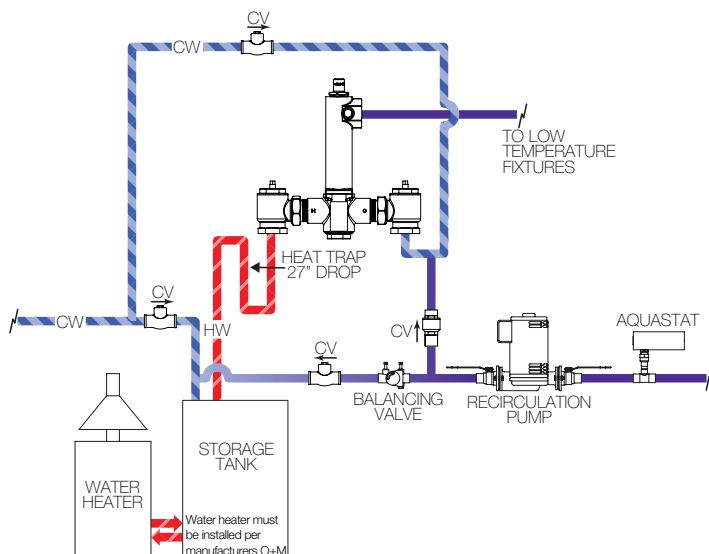 CV
CW
TO LOW
TEMPERATURE
FIXTURES
H
C
HEAT TRAP
27" DROP
CV
CW
HW
CV
CV
AQUASTAT
BALANCING
VALVE
RECIRCULATION
PUMP
STORAGE
TANK
WATER
HEATER
Water heater must
be installed per
manufacturers O+M